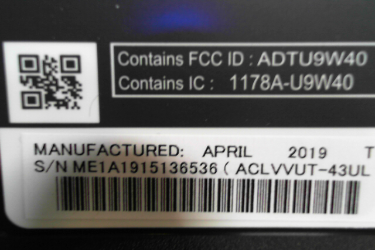 Contains FCC ID : ADTU9W40
Contains IC : 1178A-U9W40
MANUFACTURED: APRIL 2019 T
S/N ME1A1915136536 ( ACLVVUT-43UL